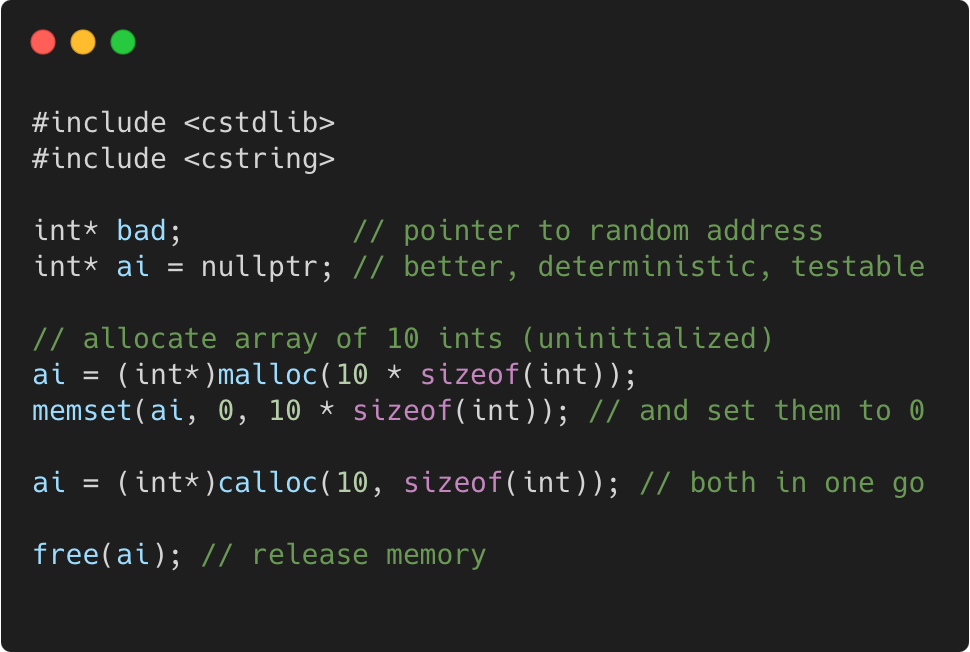 #include <cstdlib>
#include <cstring>
int* bad;          // pointer to random address
int* ai = nullptr; // better, deterministic, testable
// allocate array of 10 ints (uninitialized)
ai = (int*)malloc(10 * sizeof(int));
memset(ai, 0, 10 * sizeof(int)); // and set them to 0
ai = (int*)calloc(10, sizeof(int)); // both in one go
free(ai); // release memory